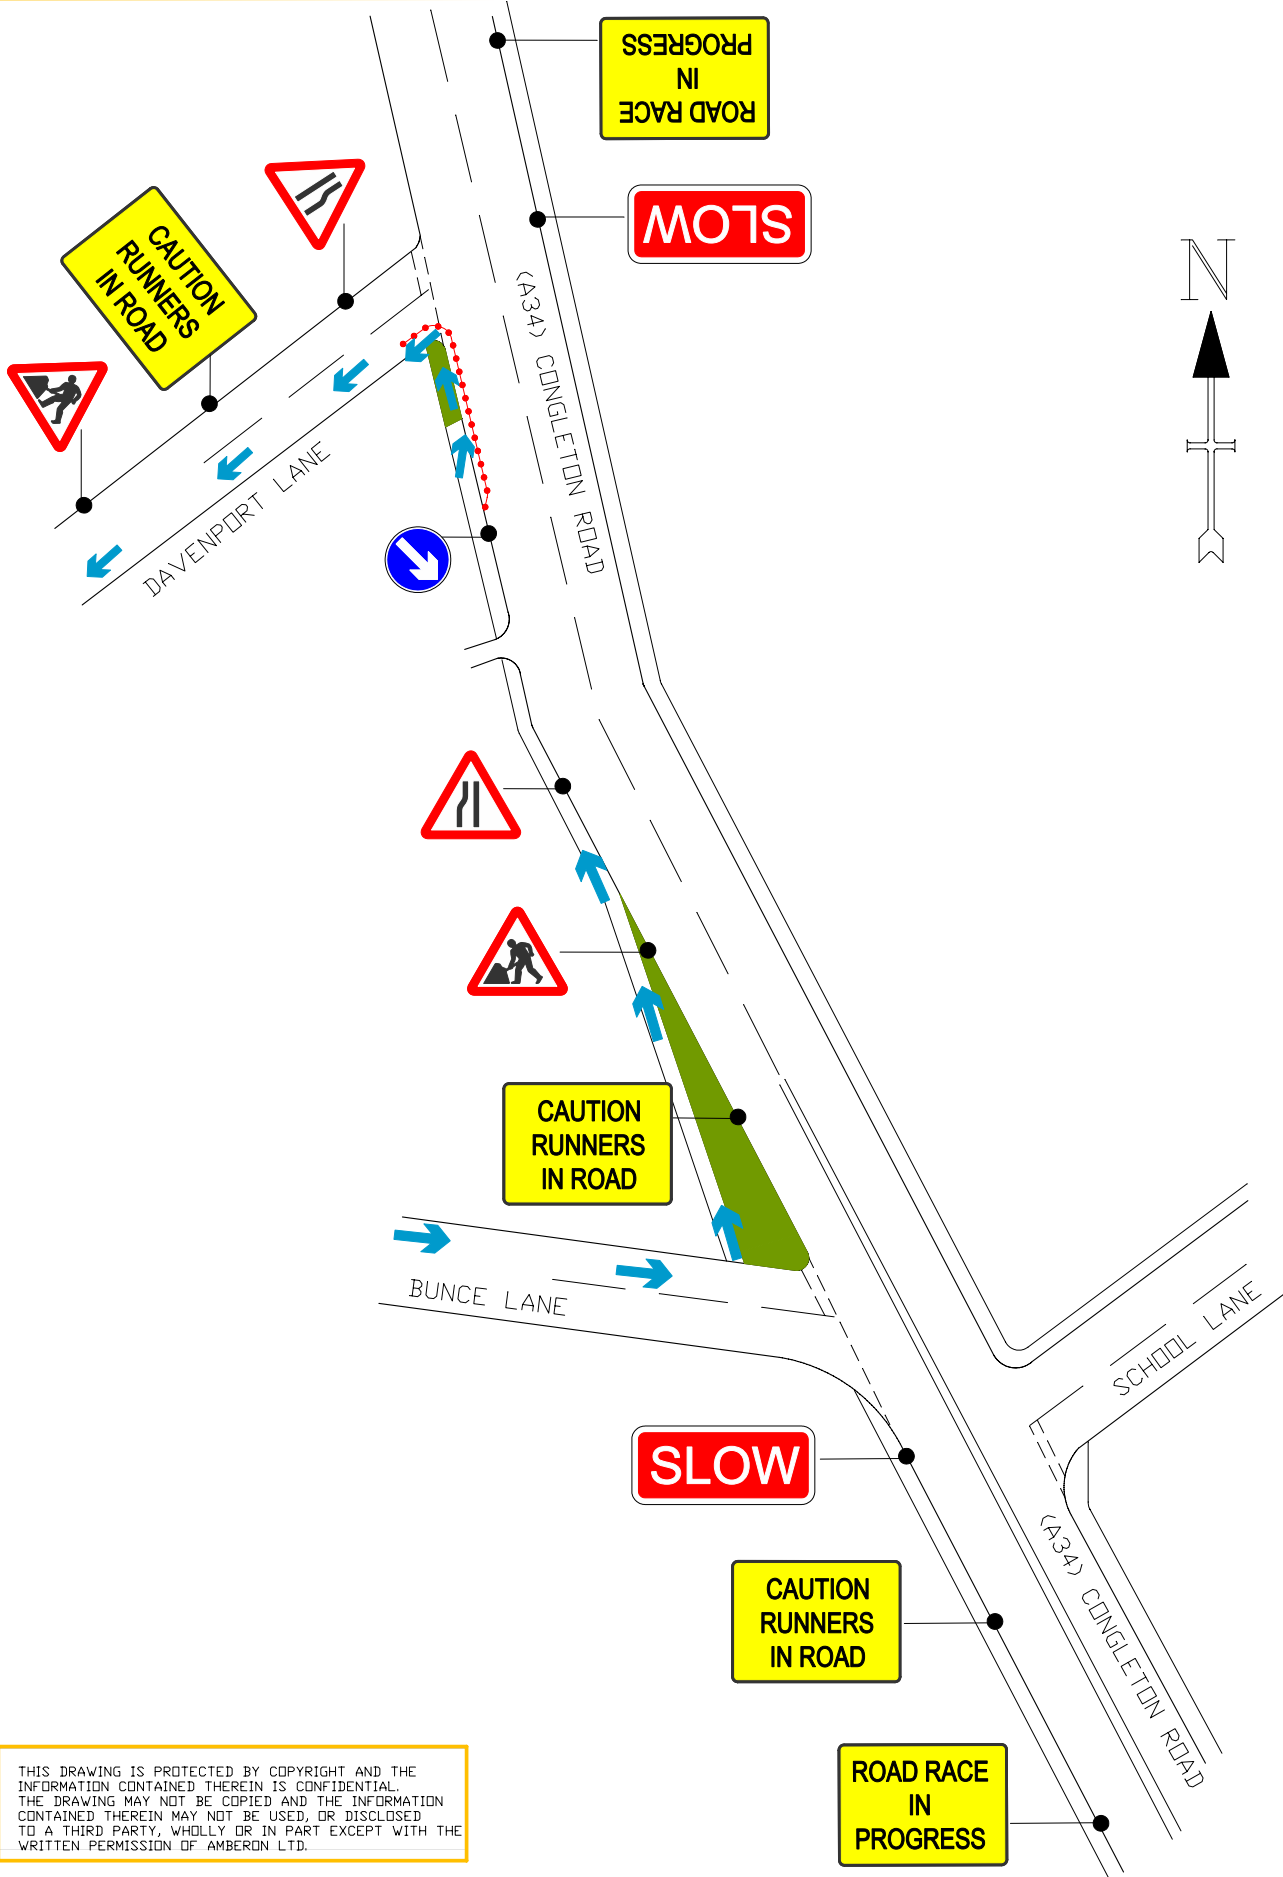 ROAD RACE
IN
PROGRESS
SLOW
N
CAUTION
RUNNERS
IN ROAD
(A34) CONGLETON ROAD
DAVENPORT LANE
CAUTION
RUNNERS
IN ROAD
BUNCE LANE
SCHOOL LANE
SLOW
(A34) CONGLETON ROAD
CAUTION
RUNNERS
IN ROAD
ROAD RACE
IN
PROGRESS
THIS DRAWING IS PROTECTED BY COPYRIGHT AND THE
INFORMATION CONTAINED THEREIN IS CONFIDENTIAL.
THE DRAWING MAY NOT BE COPIED AND THE INFORMATION
CONTAINED THEREIN MAY NOT BE USED, OR DISCLOSED
TO A THIRD PARTY, WHOLLY OR IN PART EXCEPT WITH THE
WRITTEN PERMISSION OF AMBERON LTD.